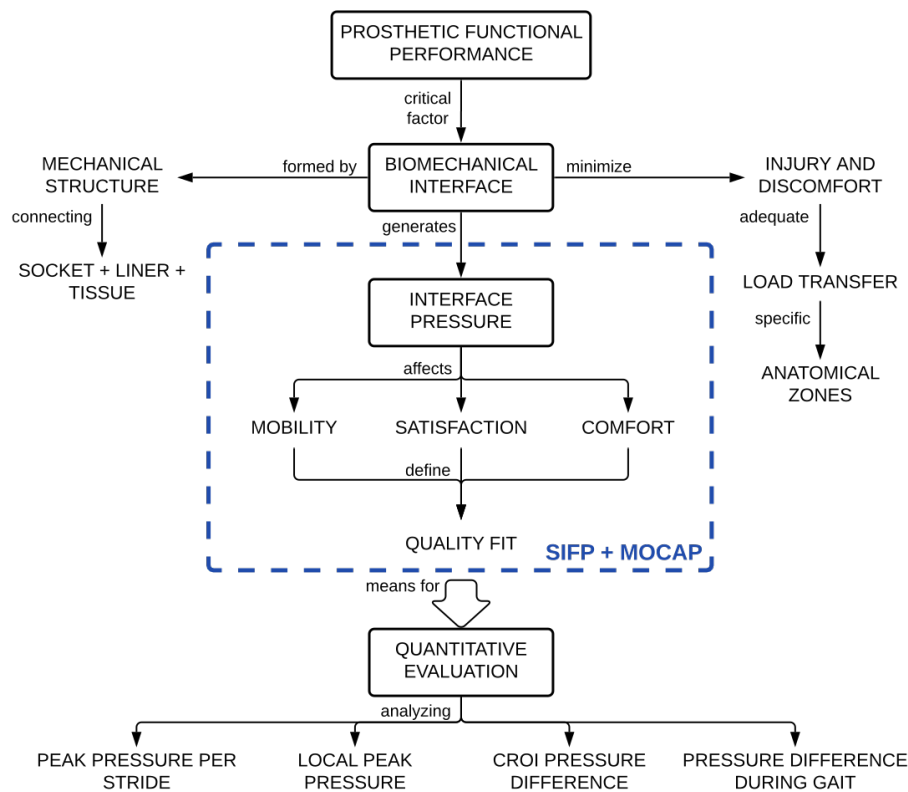 PROSTHETIC FUNCTIONAL
PERFORMANCE
critical
factor
MECHANICAL
STRUCTURE
formed by
BIOMECHANICAL
INTERFACE
minimize
INJURY AND
DISCOMFORT
connecting
generates
adequate
SOCKET + LINER +
TISSUE
INTERFACE
PRESSURE
LOAD TRANSFER
specific
ANATOMICAL
ZONES
affects
MOBILITY
SATISFACTION
COMFORT
define
QUALITY FIT
SIFP + MOCAP
means for
QUANTITATIVE
EVALUATION
analyzing
PEAK PRESSURE PER
STRIDE
LOCAL PEAK
PRESSURE
CROI PRESSURE
DIFFERENCE
PRESSURE DIFFERENCE
DURING GAIT